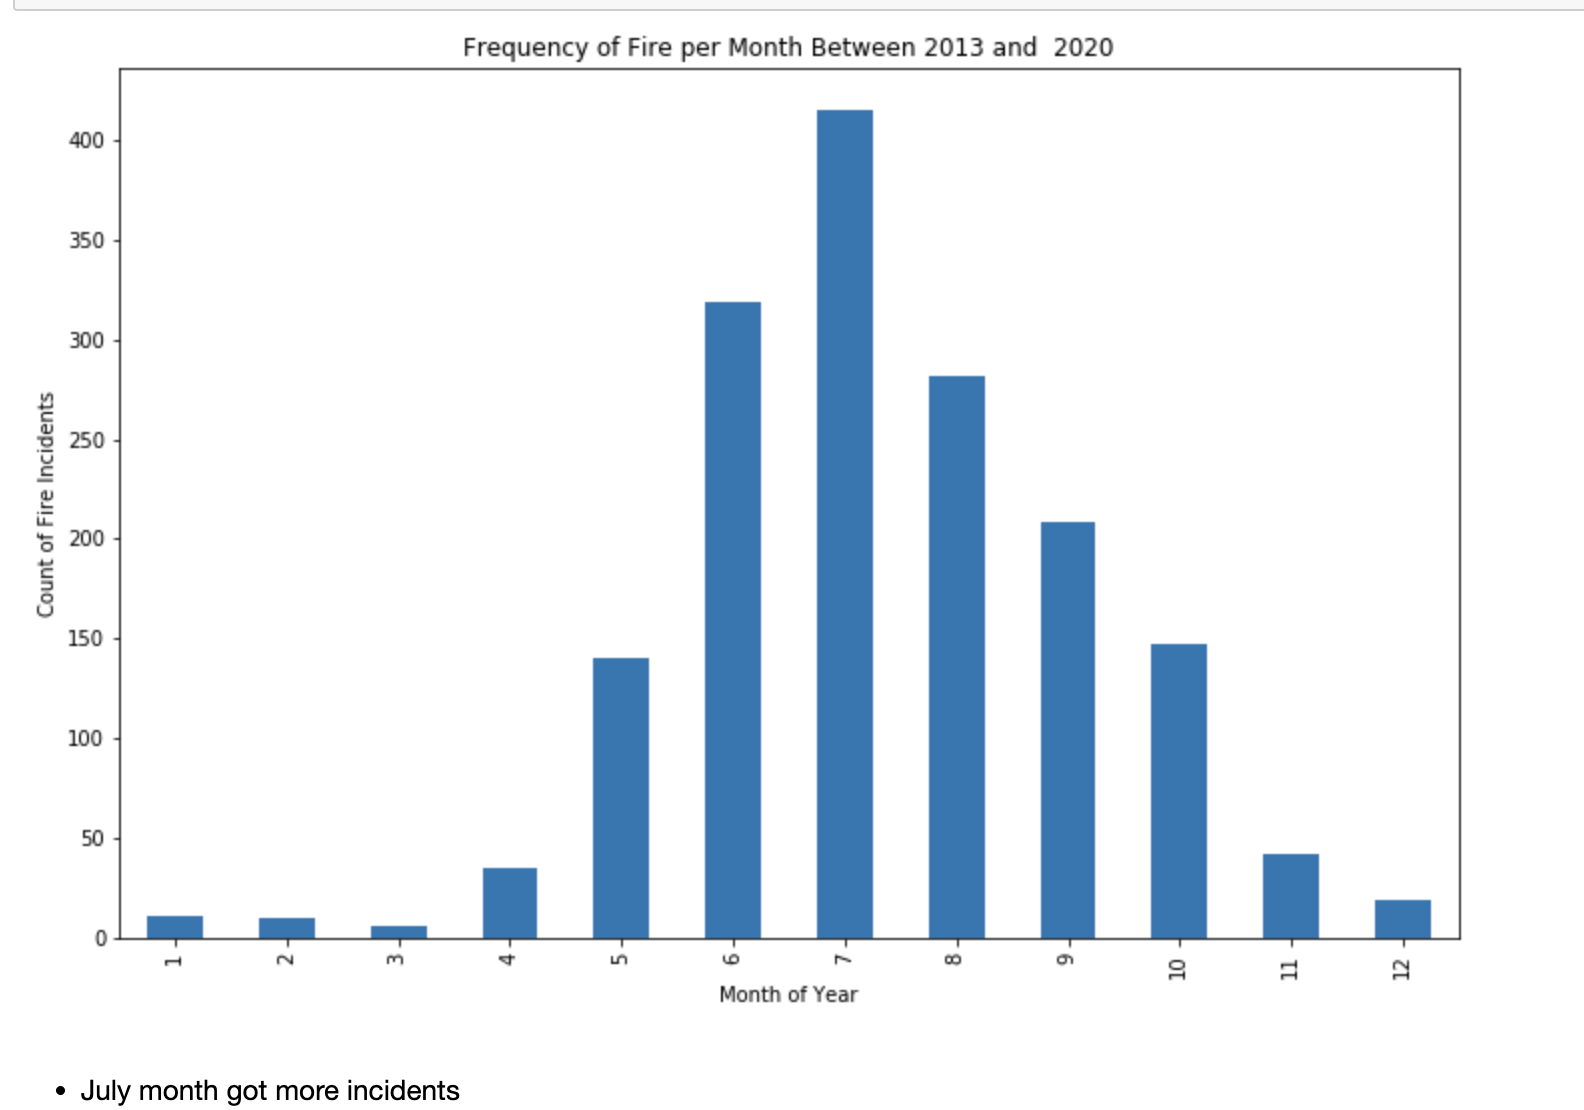 Frequency of Fire per Month Between 2013 and  2020
400
350
300
250
200
150
100
50
0
Count of Fire Incidents
1 2 3 4 5 6 7 8 9 10 11 12
Month of Year
• July month got more incidents